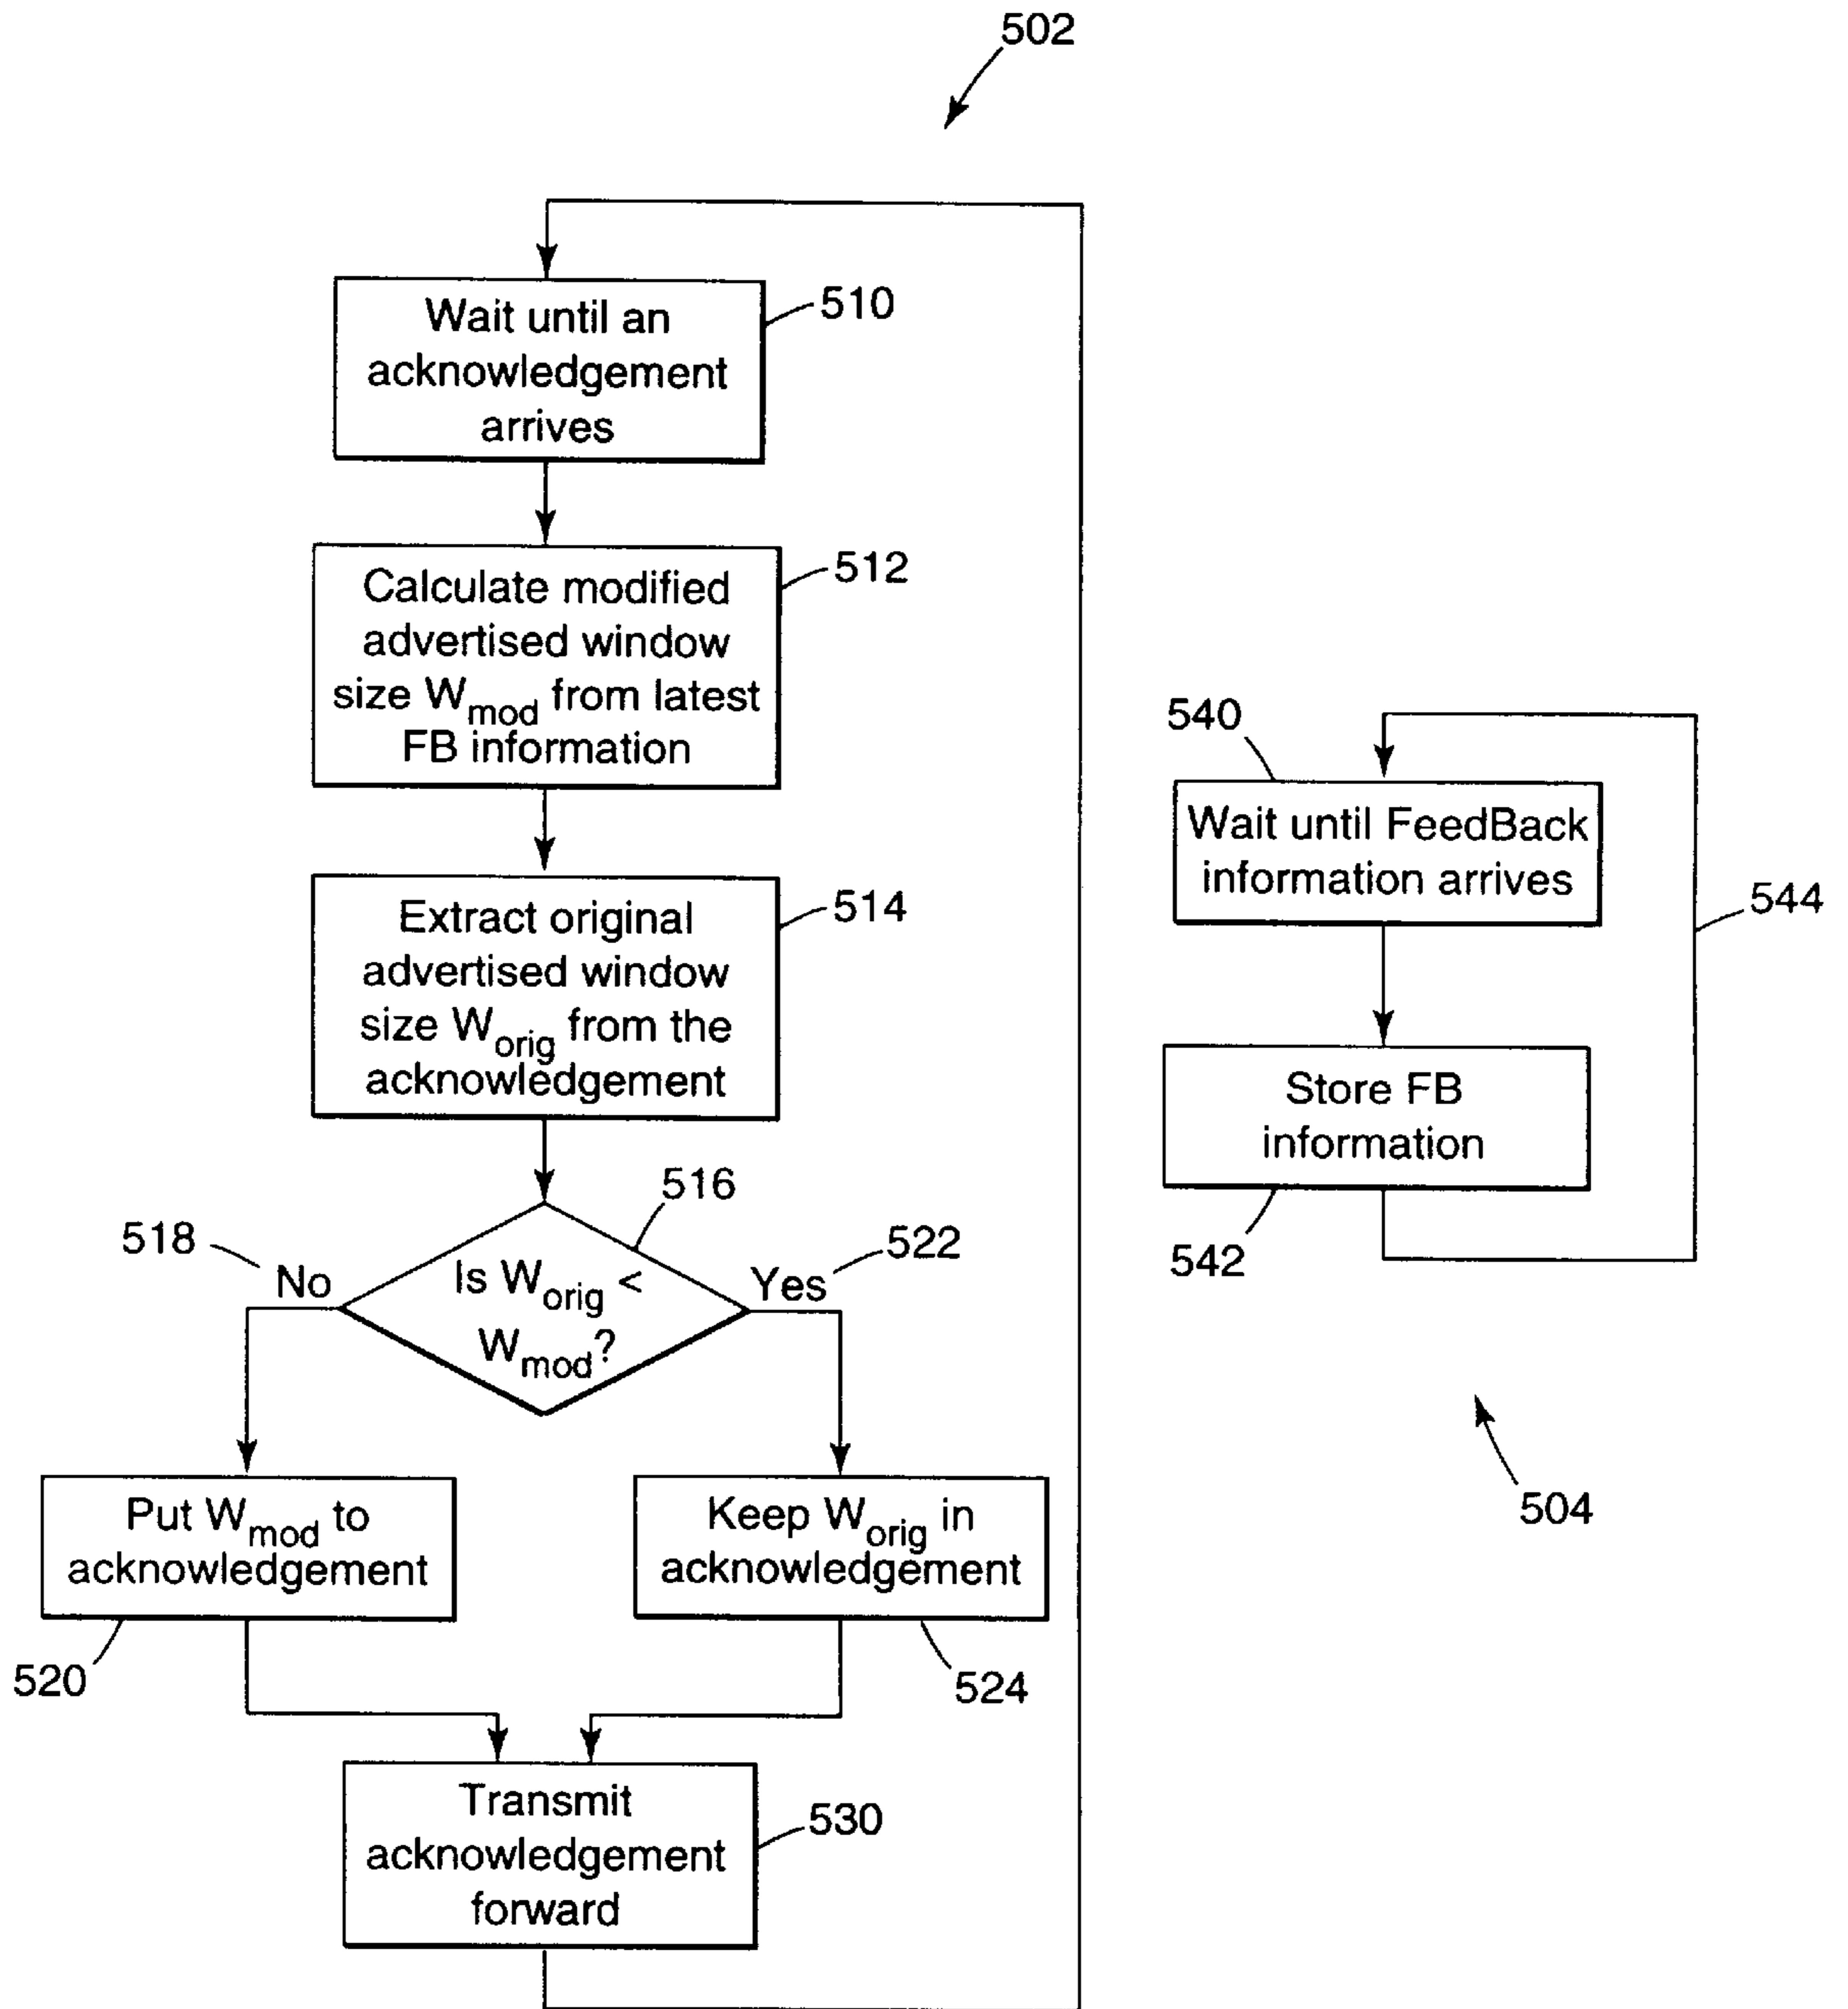 502
Wait until an
acknowledgement
arrives
510
Calculate modified
advertised window
size Wmod from latest
FB information
512
Extract original
advertised window
size Worig from the
acknowledgement
514
516
518
No
Is Worig <
Wmod?
Yes
522
Put Wmod to
acknowledgement
520
Keep Worig in
acknowledgement
524
Transmit
acknowledgement
forward
530
540
Wait until FeedBack
information arrives
544
Store FB
information
542
504